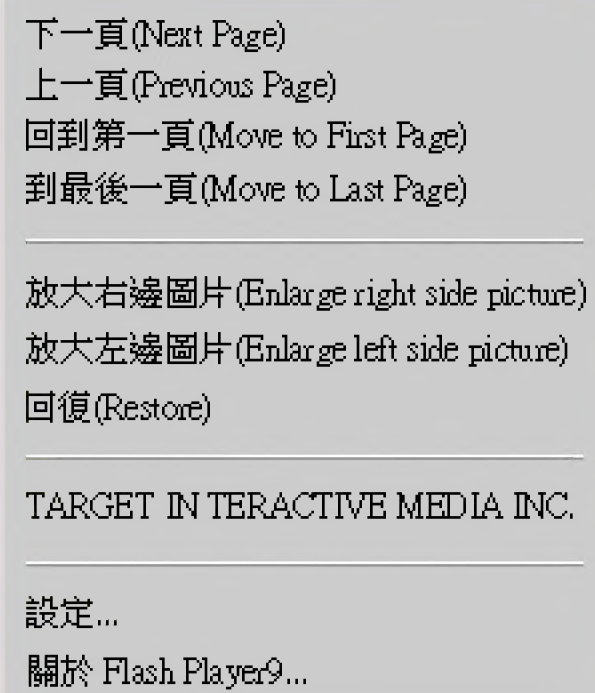 下一頁(Next Page)
上一頁(Previous Page)
回到第一頁(Move to First Page)
到最後一頁(Move to Last Page)
放大右邊圖片(Enlarge right side picture)
放大左邊圖片(Enlarge left side picture)
回復(Restore)
TARGET INTERACTIVE MEDIA INC.
設定...
關於 Flash Player9...